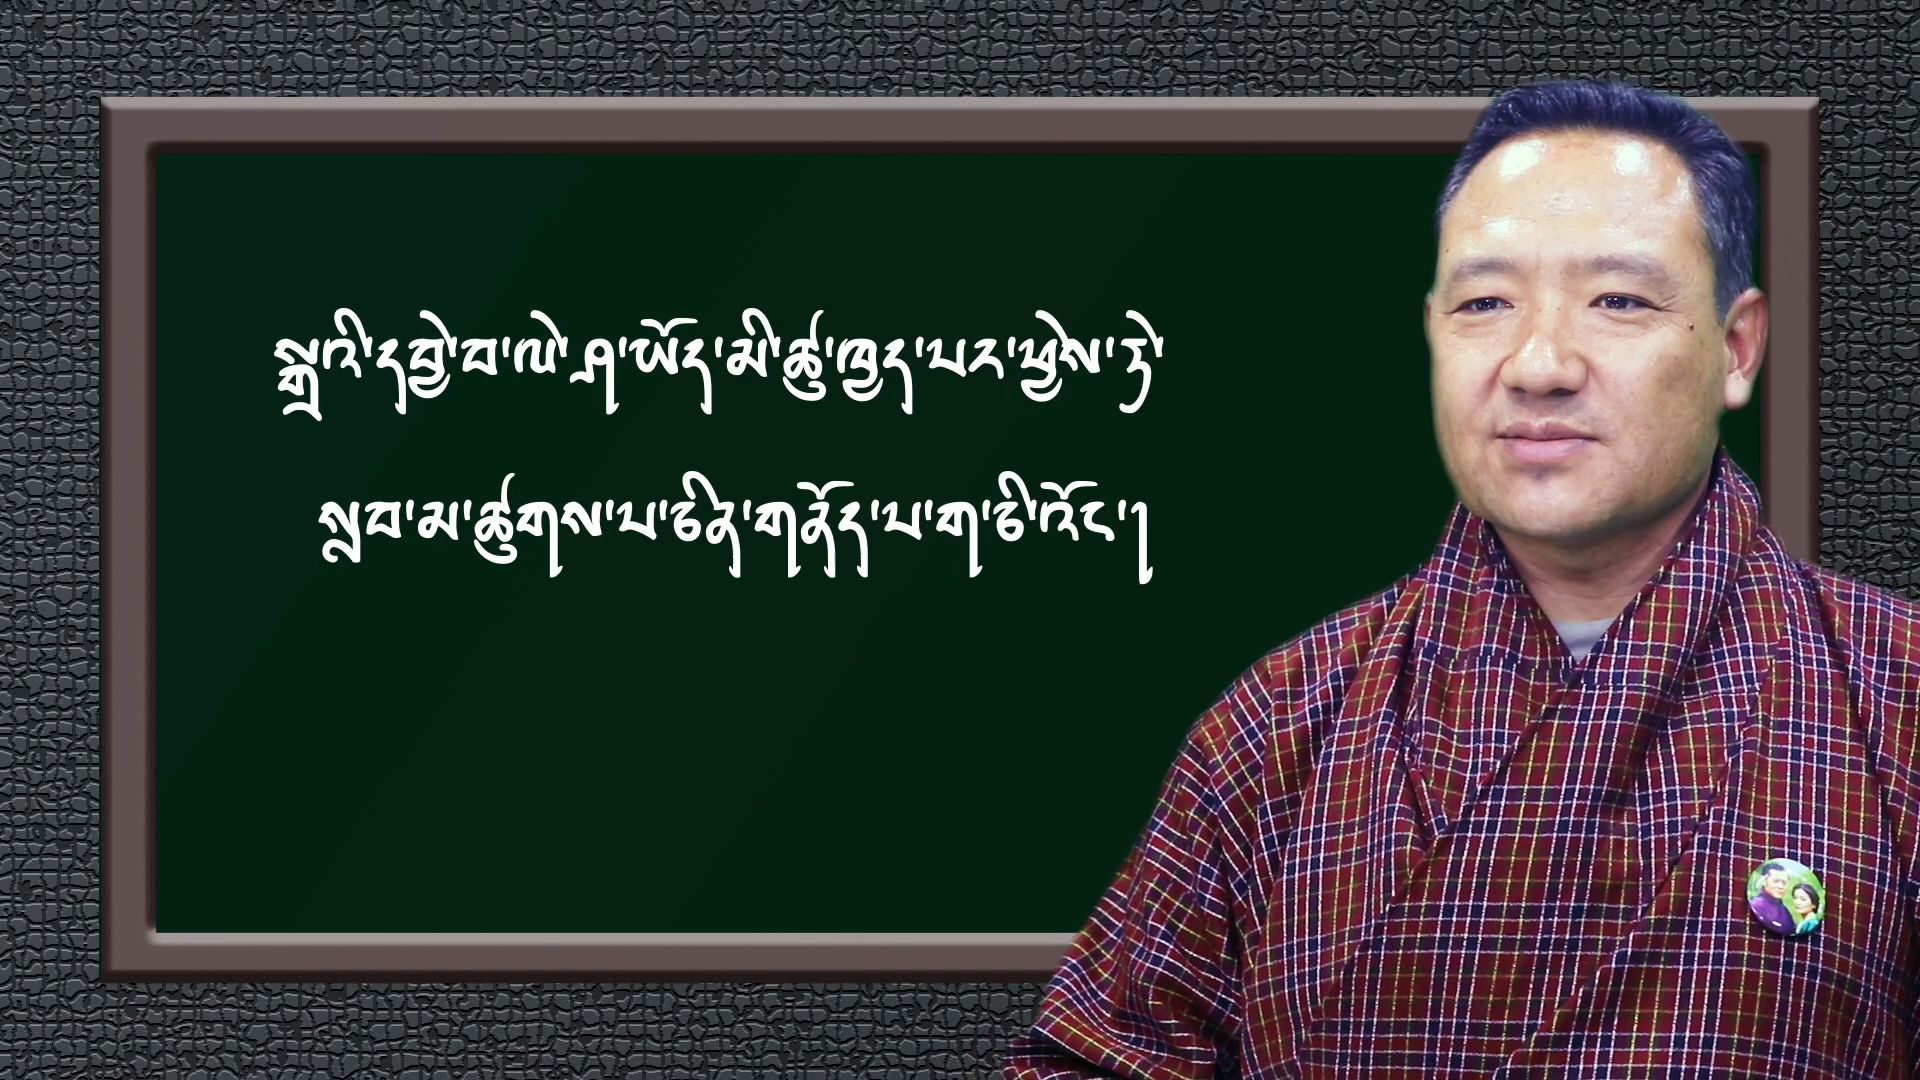 སྒྲའི་དབྱེ་བ་ལེ་ཤ་ཡོད་མི་ཚུ་ཁྱད་པར་ཕྱེས་ཏེ་
སླབ་མ་ཚུགས་པ་ཅིན་གནོད་པ་ག་ཅི་འོང་།